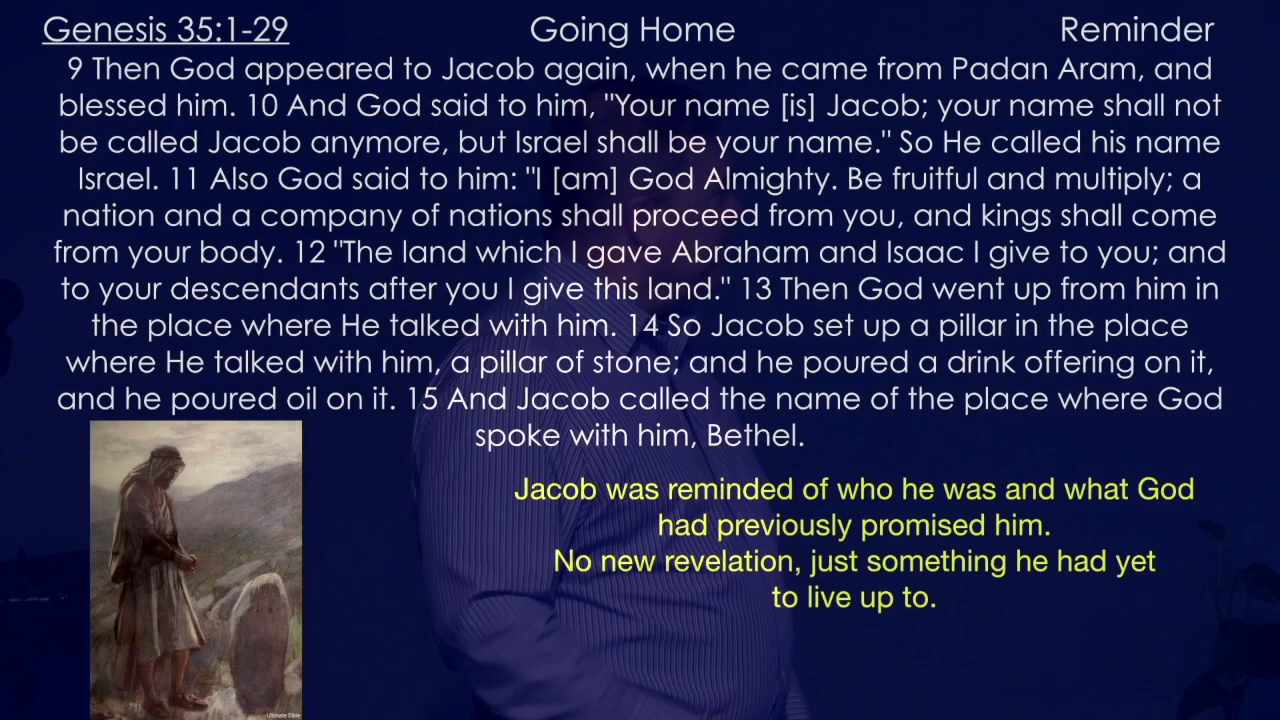 Genesis 35:1-29 Going Home Reminder
9 Then God appeared to Jacob again, when he came from Padan Aram, and
blessed him. 10 And God said to him, "Your name [is] Jacob; your name shall not
be called Jacob anymore, but Israel shall be your name." So He called his name
Israel. 11 Also God said to him: "I [am] God Almighty. Be fruitful and multiply; a
nation and a company of nations shall proceed from you, and kings shall come
from your body. 12 "The land which I gave Abraham and Isaac I give to you; and
to your descendants after you I give this land." 13 Then God went up from him in
the place where He talked with him. 14 So Jacob set up a pillar in the place
where He talked with him, a pillar of stone; and he poured a drink offering on it,
and he poured oil on it. 15 And Jacob called the name of the place where God
spoke with him, Bethel.
Jacob was reminded of who he was and what God
had previously promised him.
No new revelation, just something he had yet
to live up to.
Ultimate Bible